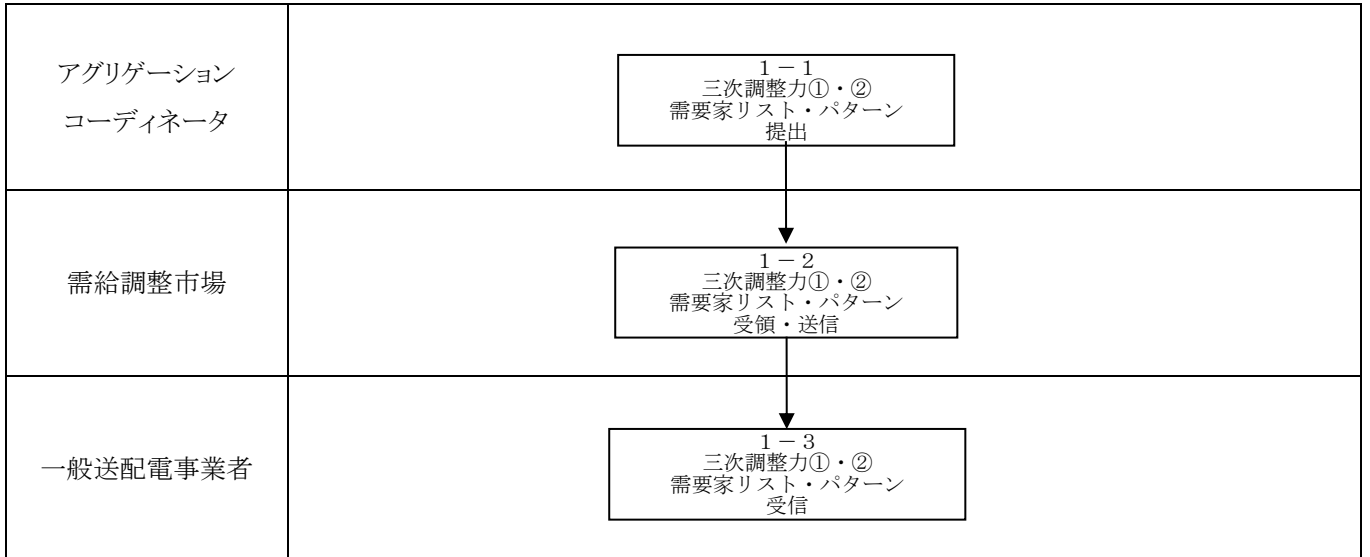 アグリゲーション
コーディネータ
１－１
三次調整力①・②
需要家リスト・パターン
提出
需給調整市場
１－２
三次調整力①・②
需要家リスト・パターン
受領・送信
一般送配電事業者
１－３
三次調整力①・②
需要家リスト・パターン
受信